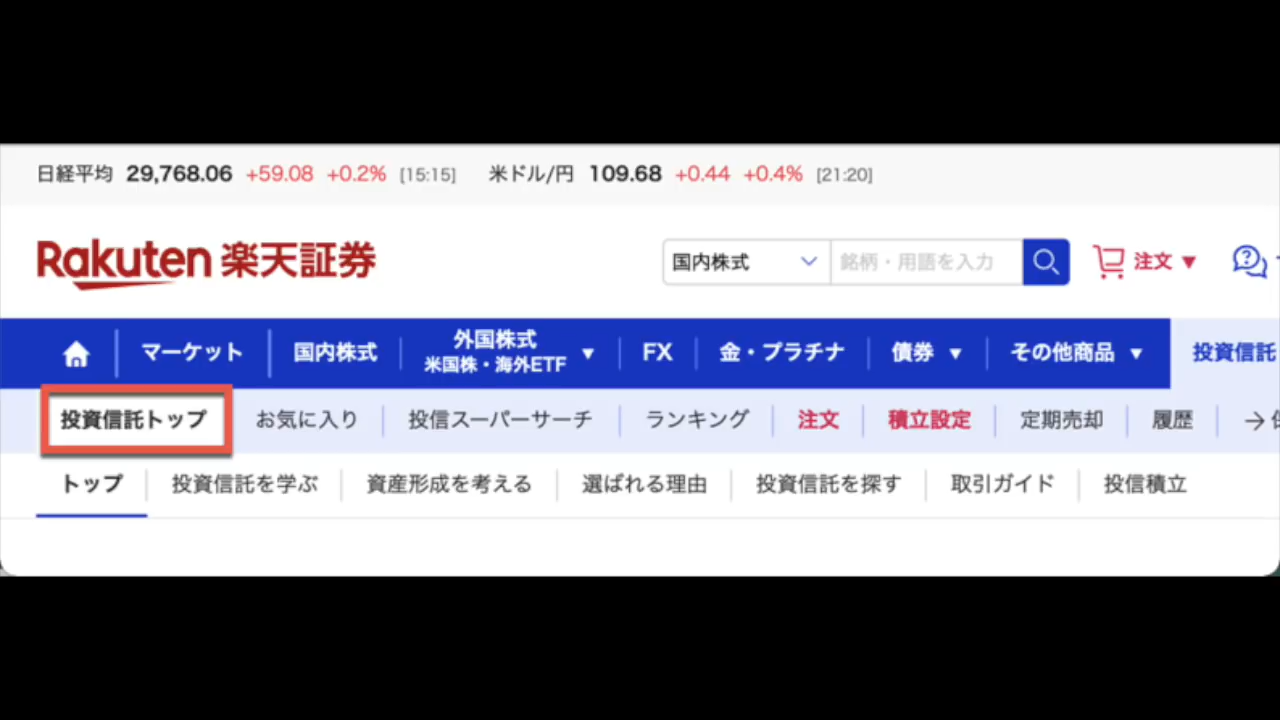 日経平均 29,768.06 +59.08 +0.2% [15:15] 米ドル/円 109.68 +0.44 +0.4% [21:20]
Rakuten 楽天証券 国内株式 銘柄・用語を入力 注文 ▼
マーケット 国内株式 外国株式 米国株・海外ETF ▼ FX 金・プラチナ 債券 ▼ その他商品 ▼ 投資信託
投資信託トップ お気に入り 投信スーパーサーチ ランキング 注文 積立設定 定期売却 履歴 →
トップ 投資信託を学ぶ 資産形成を考える 選ばれる理由 投資信託を探す 取引ガイド 投信積立